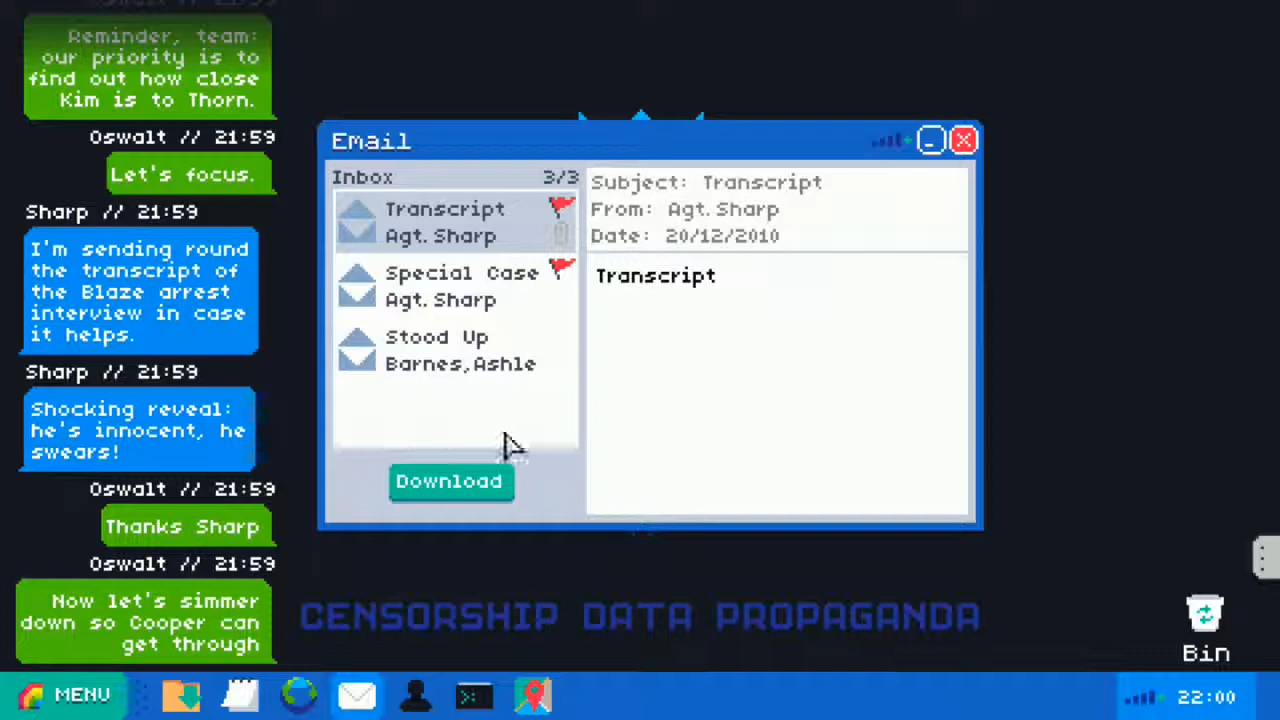 Oswalt // 21:59
Reminder, team:
our priority is to
find out how close
Kim is to Thorn.
Oswalt // 21:59
Let's focus.
Sharp // 21:59
I'm sending round
the transcript of
the Blaze arrest
interview in case
it helps.
Sharp // 21:59
Shocking reveal:
he's innocent, he
swears!
Oswalt // 21:59
Thanks Sharp
Oswalt // 21:59
Now let's simmer
down so Cooper can
get through
Email
Inbox 3/3
Transcript
Agt. Sharp
Special Case
Agt. Sharp
Stood Up
Barnes,Ashle
Download
Subject: Transcript
From: Agt. Sharp
Date: 20/12/2010
Transcript
CENSORSHIP DATA PROPAGANDA
Bin
MENU
22:00